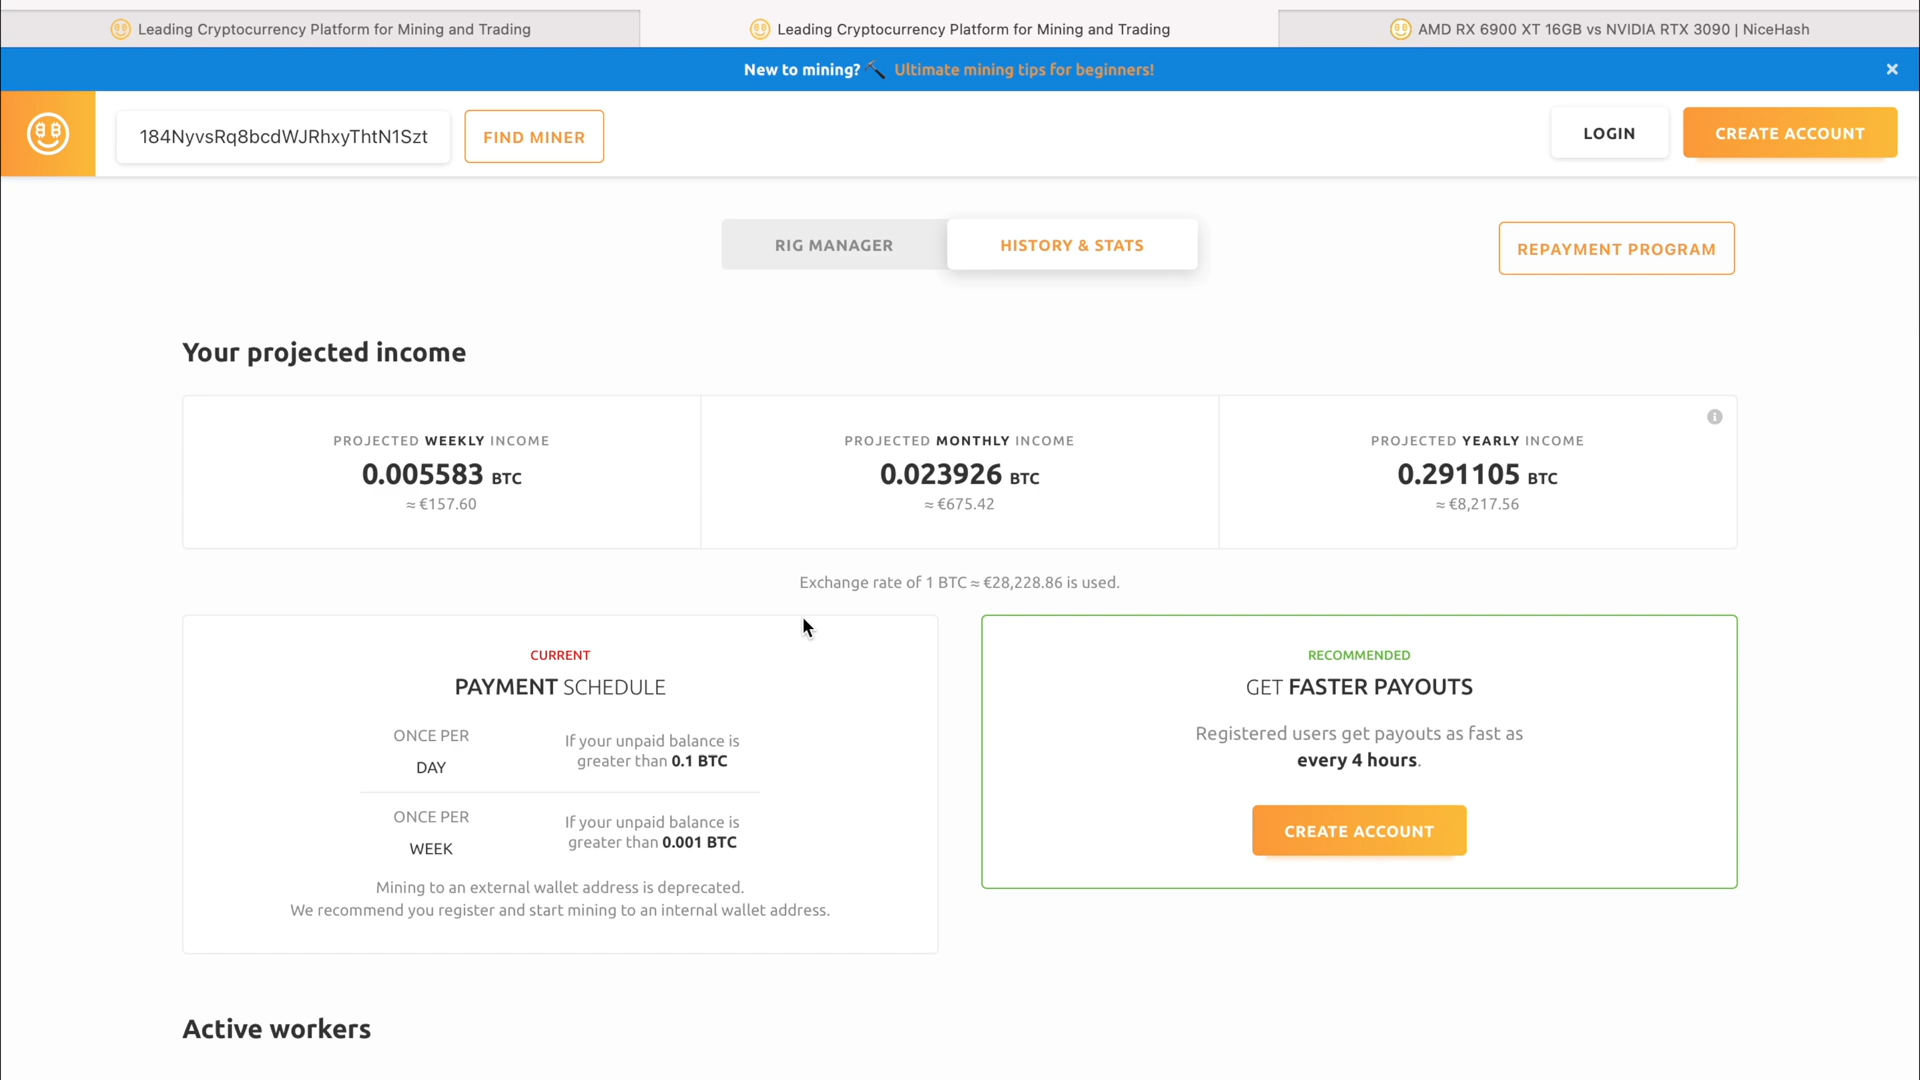 Leading Cryptocurrency Platform for Mining and Trading
Leading Cryptocurrency Platform for Mining and Trading
AMD RX 6900 XT 16GB vs NVIDIA RTX 3090 | NiceHash
New to mining? Ultimate mining tips for beginners!
184NyvsRq8bcdWJRhxyThtN1Szt
FIND MINER
LOGIN
CREATE ACCOUNT
RIG MANAGER
HISTORY & STATS
REPAYMENT PROGRAM
Your projected income
PROJECTED WEEKLY INCOME
0.005583 BTC
≈ €157.60
PROJECTED MONTHLY INCOME
0.023926 BTC
≈ €675.42
PROJECTED YEARLY INCOME
0.291105 BTC
≈ €8,217.56
Exchange rate of 1 BTC ≈ €28,228.86 is used.
CURRENT
PAYMENT SCHEDULE
ONCE PER
DAY
If your unpaid balance is
greater than 0.1 BTC
ONCE PER
WEEK
If your unpaid balance is
greater than 0.001 BTC
Mining to an external wallet address is deprecated.
We recommend you register and start mining to an internal wallet address.
RECOMMENDED
GET FASTER PAYOUTS
Registered users get payouts as fast as
every 4 hours.
CREATE ACCOUNT
Active workers